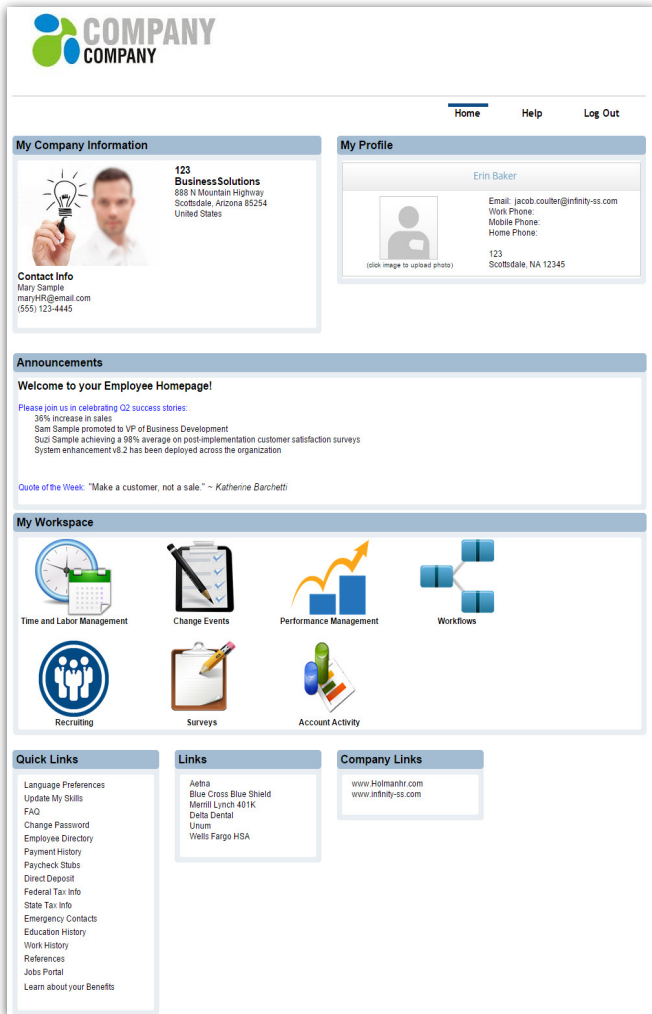 COMPANY
COMPANY
Home Help Log Out
My Company Information
123
BusinessSolutions
888 N Mountain Highway
Scottsdale, Arizona 85254
United States
Contact Info
Mary Sample
maryHR@email.com
(555) 123-4445
My Profile
Erin Baker
(click image to upload photo)
Email: jacob.coulter@infinity-ss.com
Work Phone:
Mobile Phone:
Home Phone:
123
Scottsdale, NA 12345
Announcements
Welcome to your Employee Homepage!
Please join us in celebrating Q2 success stories:
36% increase in sales
Sam Sample promoted to VP of Business Development
Suzi Sample achieving a 98% average on post-implementation customer satisfaction surveys
System enhancement v8.2 has been deployed across the organization
Quote of the Week: "Make a customer, not a sale." ~ Katherine Barchetti
My Workspace
Time and Labor Management Change Events Performance Management Workflows
Recruiting Surveys Account Activity
Quick Links
Language Preferences
Update My Skills
FAQ
Change Password
Employee Directory
Payment History
Paycheck Stubs
Direct Deposit
Federal Tax Info
State Tax Info
Emergency Contacts
Education History
Work History
References
Jobs Portal
Learn about your Benefits
Links
Aetna
Blue Cross Blue Shield
Merrill Lynch 401K
Delta Dental
Unum
Wells Fargo HSA
Company Links
www.Holmanhr.com
www.infinity-ss.com